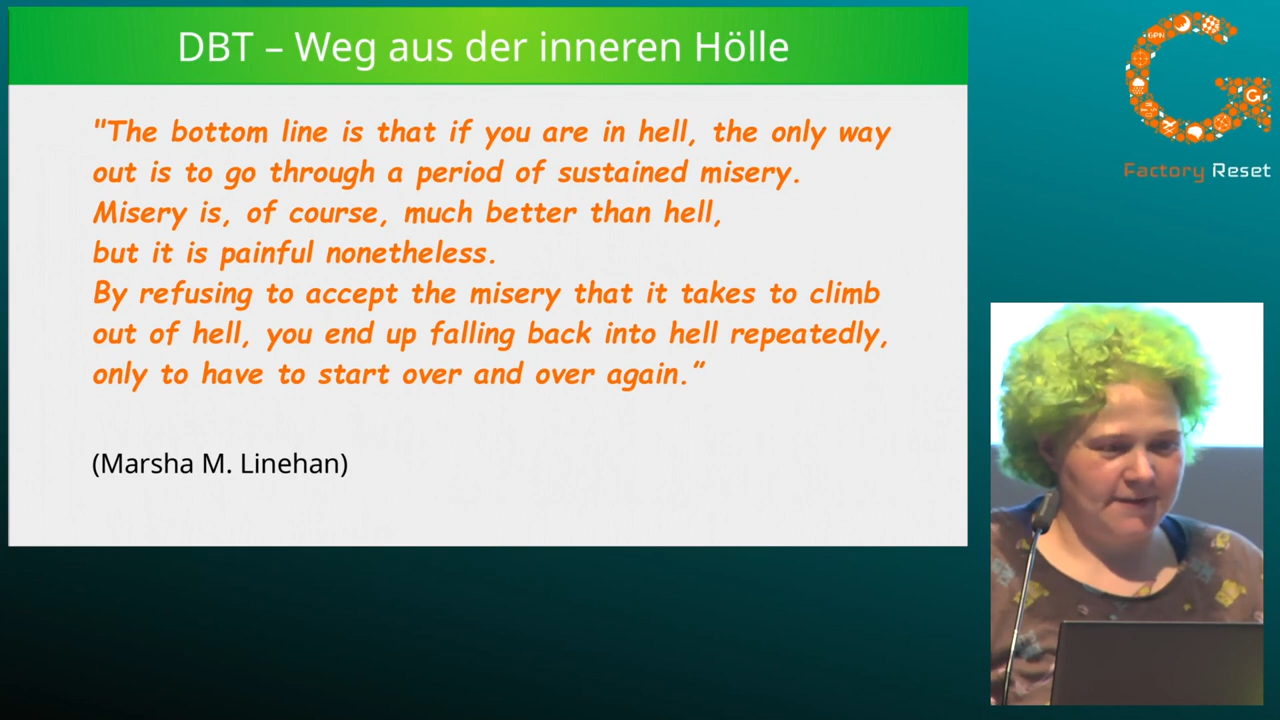 DBT – Weg aus der inneren Hölle
"The bottom line is that if you are in hell, the only way
out is to go through a period of sustained misery.
Misery is, of course, much better than hell,
but it is painful nonetheless.
By refusing to accept the misery that it takes to climb
out of hell, you end up falling back into hell repeatedly,
only to have to start over and over again.”
(Marsha M. Linehan)
GPN
G
Factory Reset